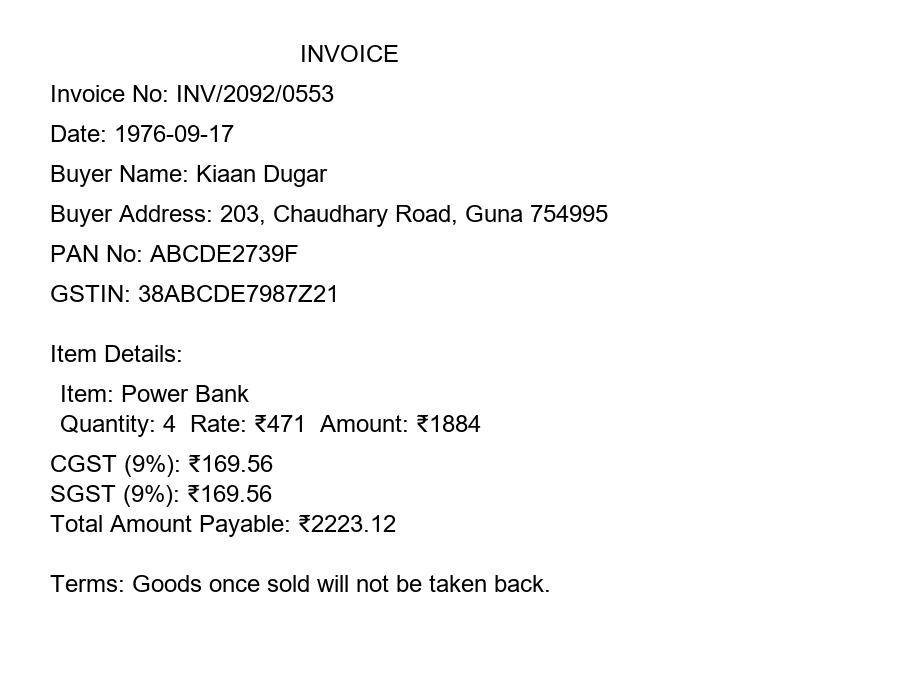 INVOICE
Invoice No: INV/2092/0553
Date: 1976-09-17
Buyer Name: Kiaan Dugar
Buyer Address: 203, Chaudhary Road, Guna 754995
PAN No: ABCDE2739F
GSTIN: 38ABCDE7987Z21
Item Details:
Item: Power Bank
Quantity: 4  Rate: ₹471  Amount: ₹1884
CGST (9%): ₹169.56
SGST (9%): ₹169.56
Total Amount Payable: ₹2223.12
Terms: Goods once sold will not be taken back.